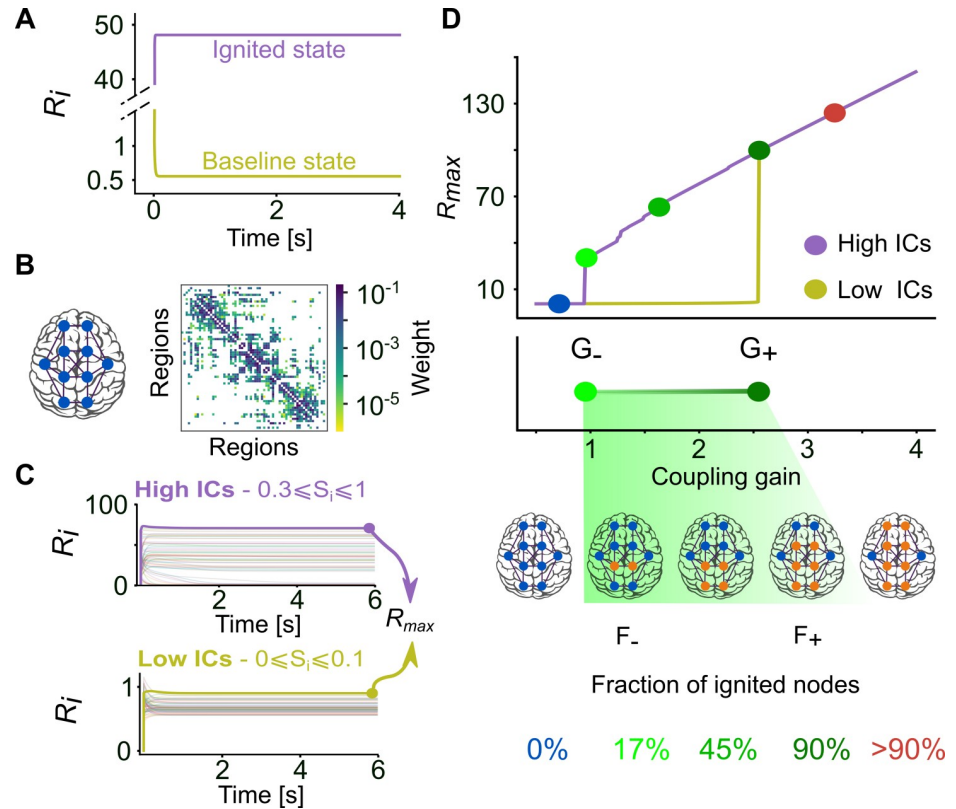 A
50
40
1
0.5
Ri
Ignited state
Baseline state
0 2 4
Time [s]
B
Regions
Regions
10⁻¹
10⁻³
10⁻⁵
Weight
C
High ICs - 0.3⩽Si⩽1
100
0
Ri
0 2 4 6
Time [s]
Rmax
Low ICs - 0⩽Si⩽0.1
1
0
Ri
0 2 4 6
Time [s]
D
130
70
10
Rmax
High ICs
Low ICs
G- G+
1 2 3 4
Coupling gain
F- F+
Fraction of ignited nodes
0% 17% 45% 90% >90%